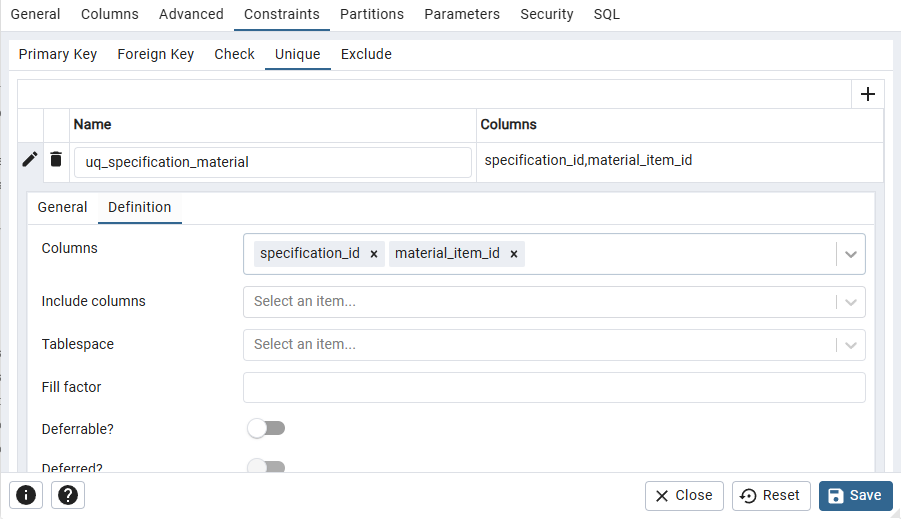 General Columns Advanced Constraints Partitions Parameters Security SQL
Primary Key Foreign Key Check Unique Exclude
Name Columns
uq_specification_material specification_id,material_item_id
General Definition
Columns specification_id × material_item_id ×
Include columns Select an item...
Tablespace Select an item...
Fill factor
Deferrable?
Deferred?
Close Reset Save